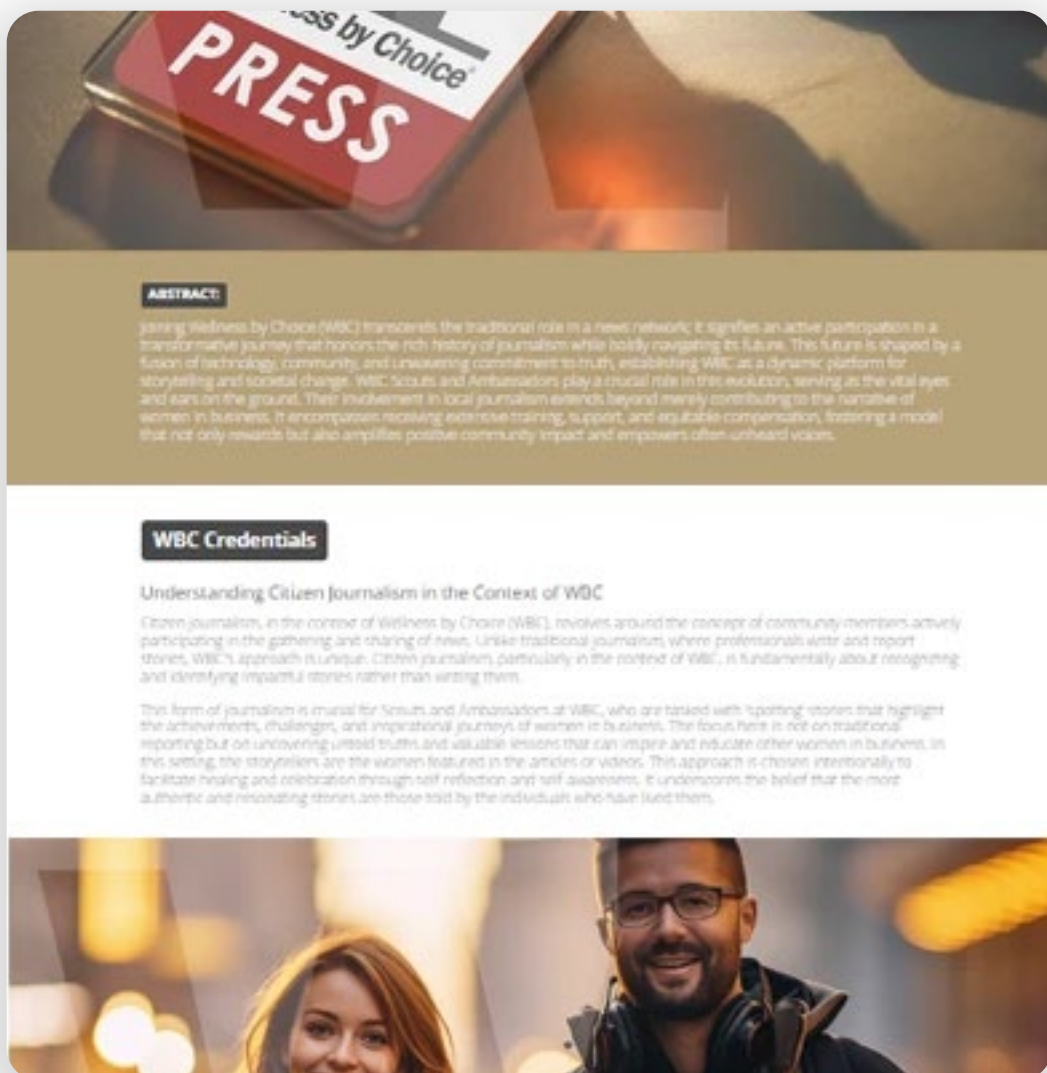 ess by Choice®
PRESS
ABSTRACT:
Joining Wellness by Choice (WBC) transcends the traditional role in a news network; it signifies an active participation in a
transformative journey that honors the rich history of journalism while boldly navigating its future. This future is shaped by a
fusion of technology, community, and unwavering commitment to truth, establishing WBC as a dynamic platform for
storytelling and societal change. WBC Scouts and Ambassadors play a crucial role in this evolution, serving as the vital eyes
and ears on the ground. Their involvement in local journalism extends beyond merely contributing to the narrative of
women in business. It encompasses receiving extensive training, support, and equitable compensation, fostering a model
that not only rewards but also amplifies positive community impact and empowers often unheard voices.
WBC Credentials
Understanding Citizen Journalism in the Context of WBC
Citizen journalism, in the context of Wellness by Choice (WBC), revolves around the concept of community members actively
participating in the gathering and sharing of news. Unlike traditional journalism, where professionals write and report
stories, WBC's approach is unique. Citizen journalism, particularly in the context of WBC, is fundamentally about recognizing
and identifying impactful stories rather than writing them.
This form of journalism is crucial for Scouts and Ambassadors at WBC, who are tasked with 'spotting' stories that highlight
the achievements, challenges, and inspirational journeys of women in business. The focus here is not on traditional
reporting but on uncovering untold truths and valuable lessons that can inspire and educate other women in business. In
this setting, the storytellers are the women featured in the articles or videos. This approach is chosen intentionally to
facilitate healing and celebration through self reflection and self awareness. It underscores the belief that the most
authentic and resonating stories are those told by the individuals who have lived them.